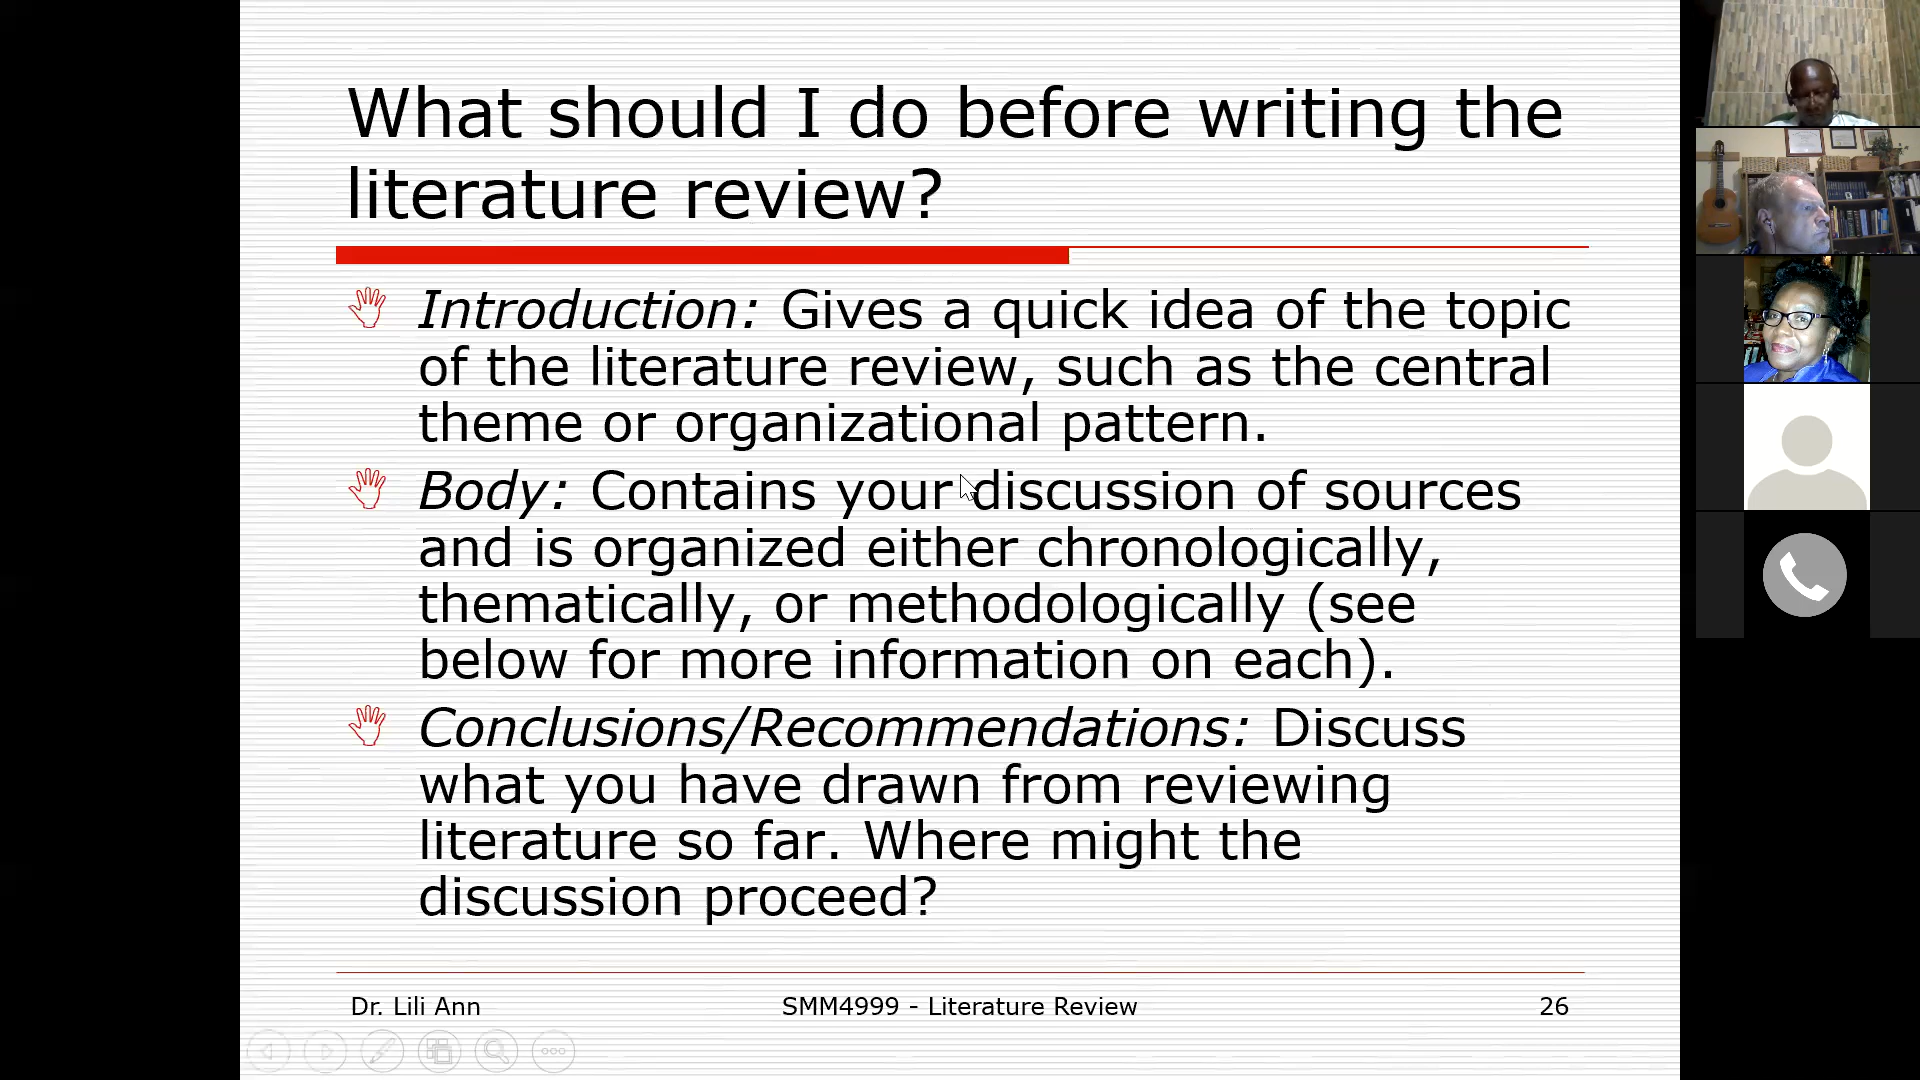 What should I do before writing the
literature review?
Introduction: Gives a quick idea of the topic
of the literature review, such as the central
theme or organizational pattern.
Body: Contains your discussion of sources
and is organized either chronologically,
thematically, or methodologically (see
below for more information on each).
Conclusions/Recommendations: Discuss
what you have drawn from reviewing
literature so far. Where might the
discussion proceed?
Dr. Lili Ann
SMM4999 - Literature Review
26